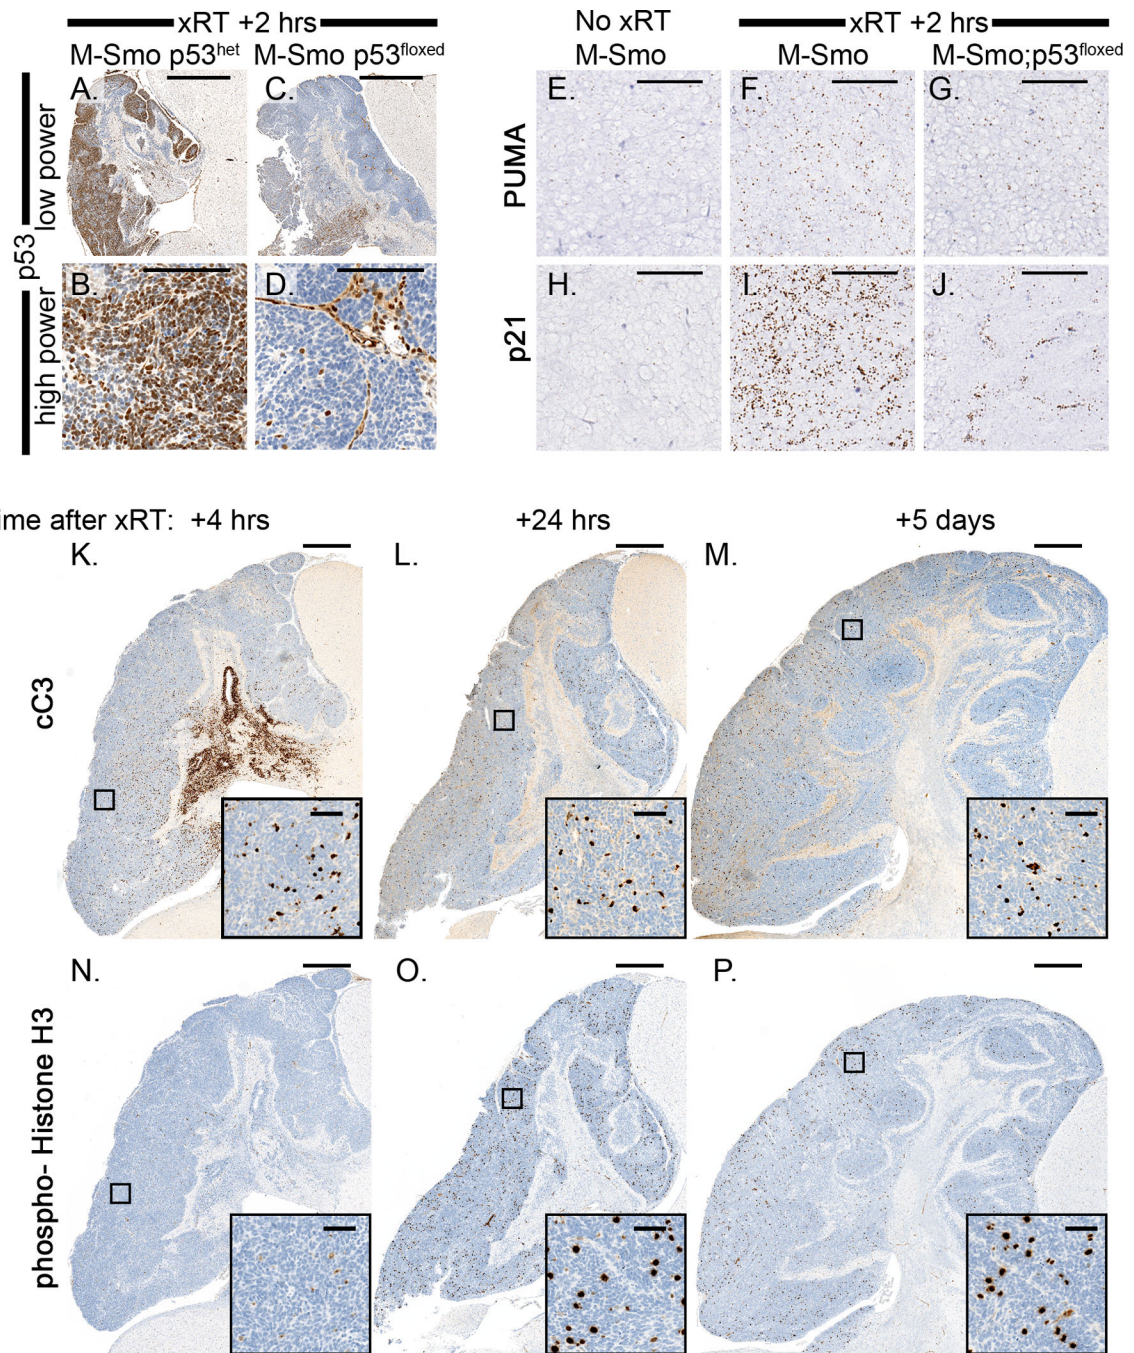 xRT +2 hrs
M-Smo p53het
M-Smo p53floxed
No xRT
M-Smo
xRT +2 hrs
M-Smo
M-Smo;p53floxed
p53
low power
high power
A.
C.
B.
D.
PUMA
E.
F.
G.
p21
H.
I.
J.
ime after xRT: +4 hrs
+24 hrs
+5 days
cC3
K.
L.
M.
phospho- Histone H3
N.
O.
P.